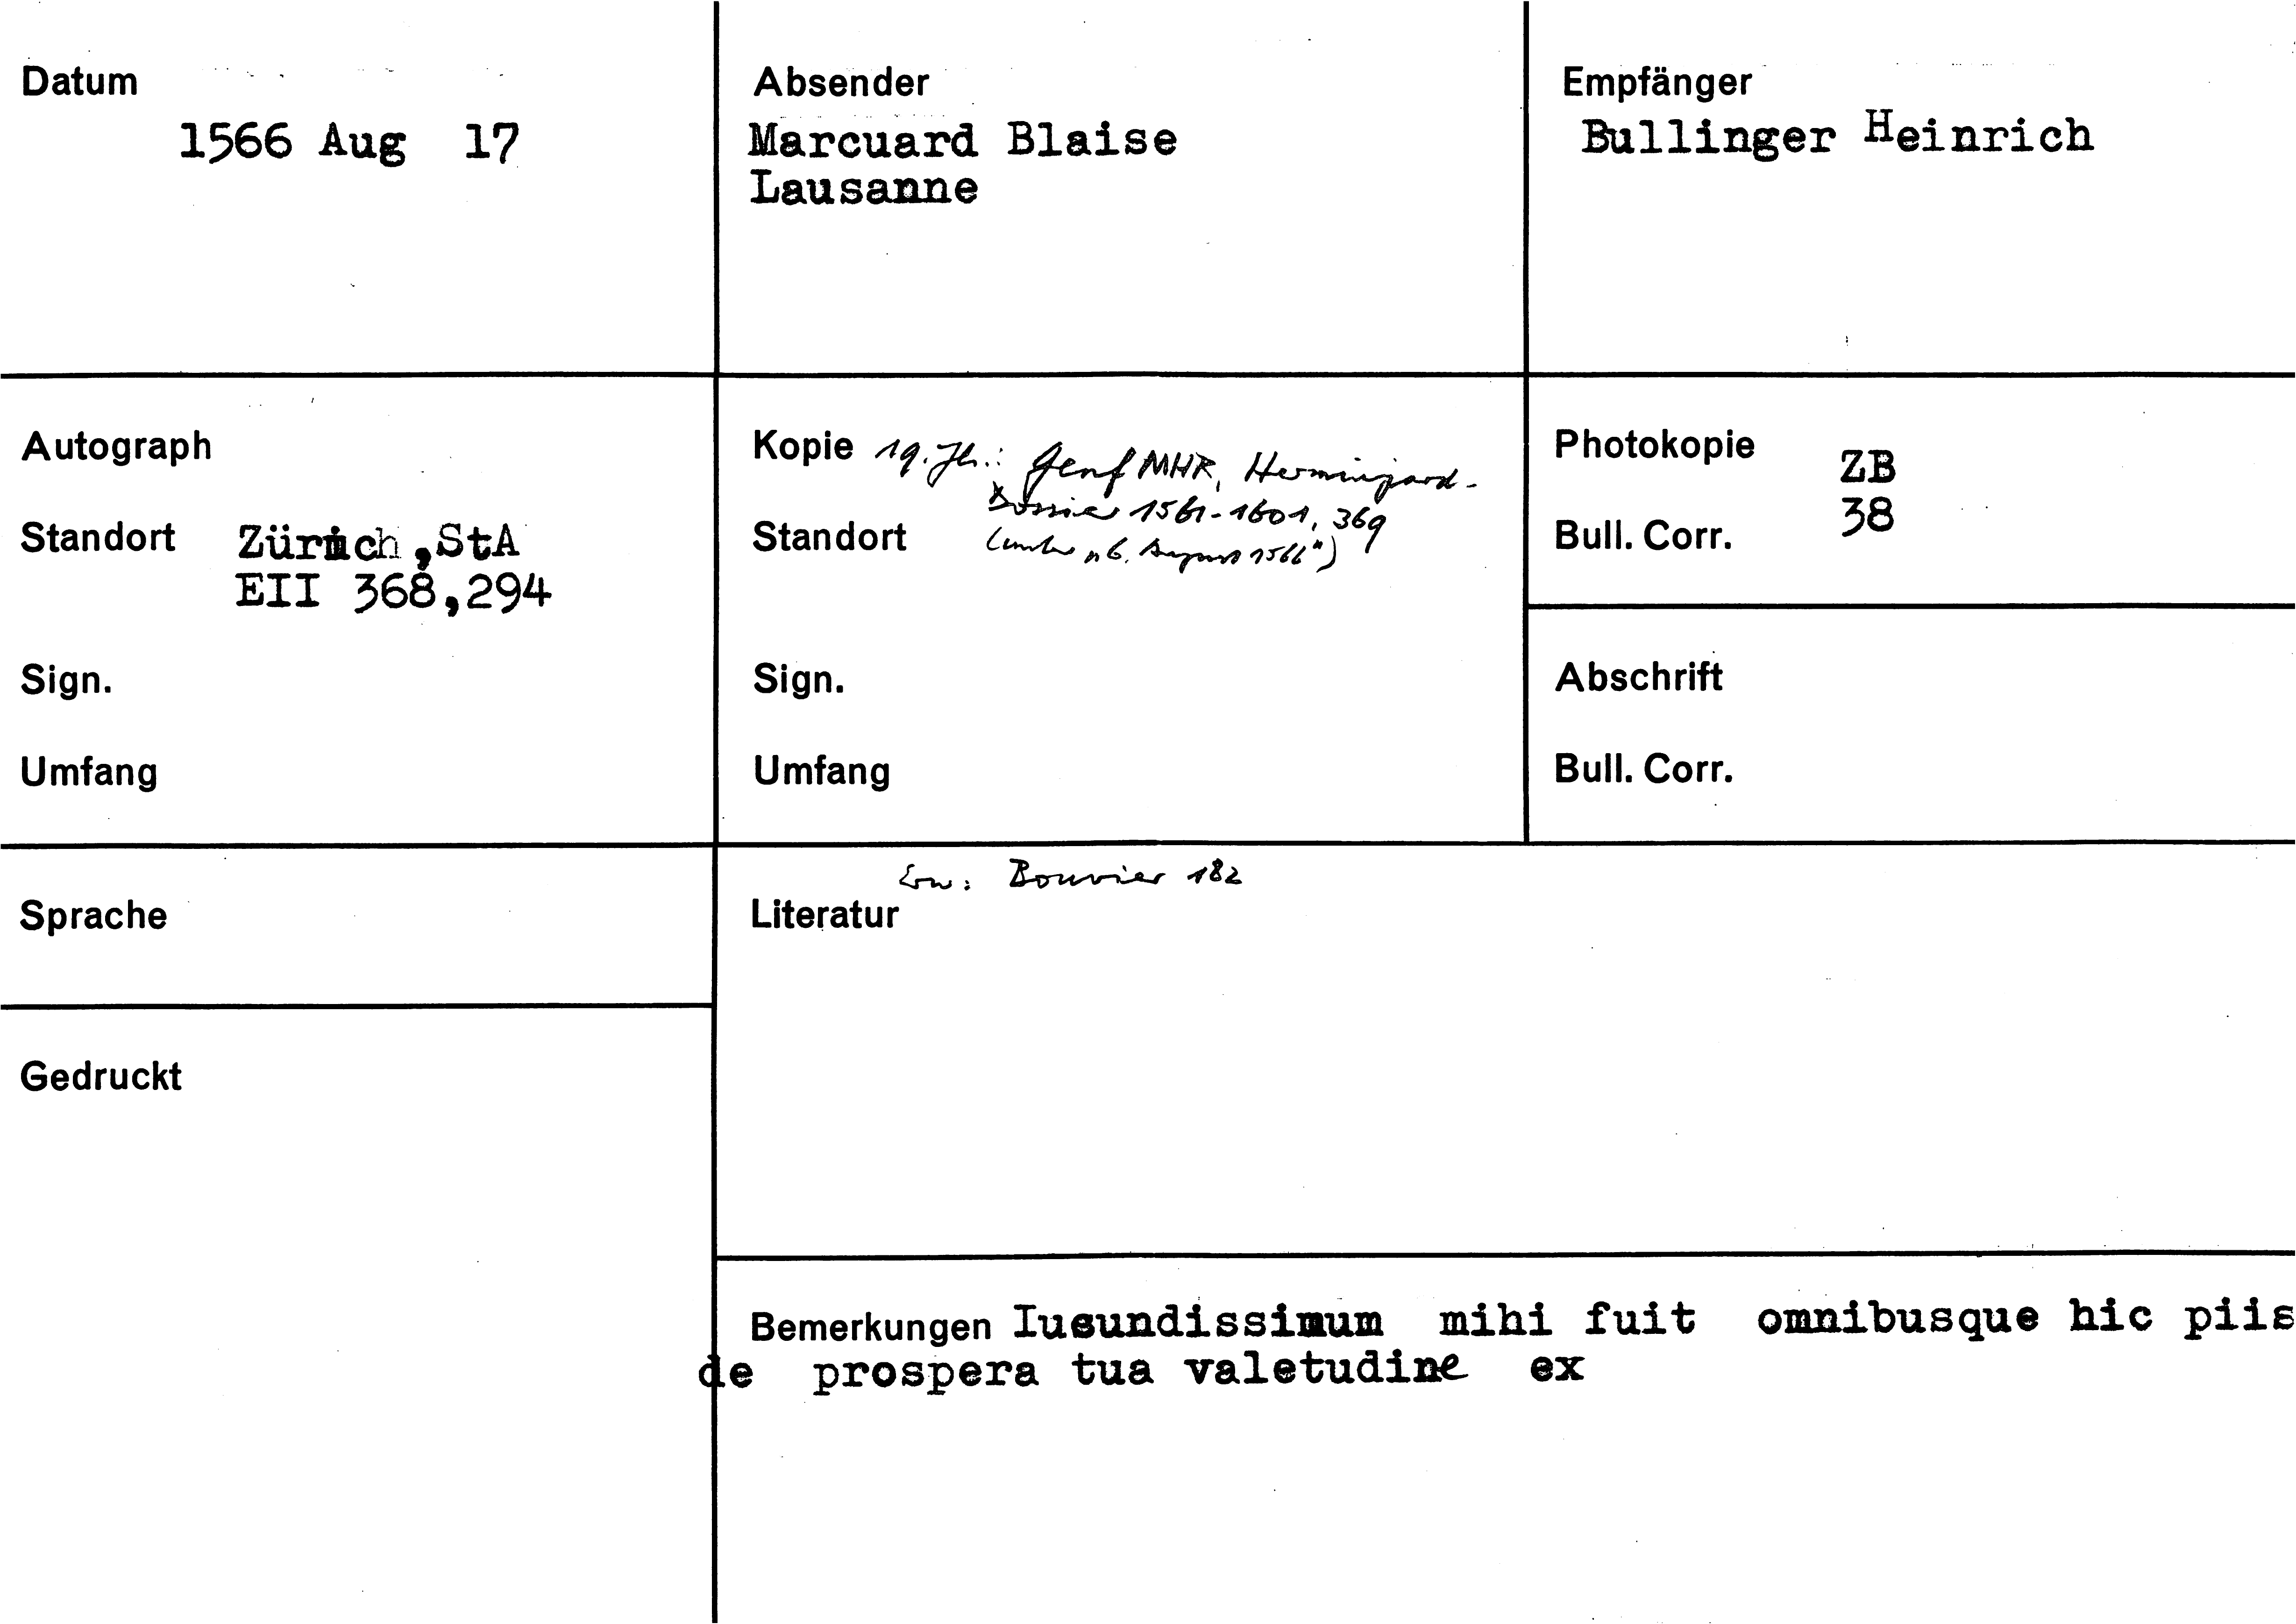 Datum
1566 Aug 17
Absender
Marcuard Blaise
Lausanne
Empfänger
Bullinger Heinrich
Autograph
Standort Zürich,StA
EII 368,294
Sign.
Umfang
Kopie 19. Jh.: Genf MHR, Herminjard-
Dossier 1561-1601, 369
Standort (unter "6. August 1566")
Sign.
Umfang
Photokopie ZB
38
Bull. Corr.
Abschrift
Bull. Corr.
Sprache
Erw: Bouvier 182
Literatur
Gedruckt
Bemerkungen Iucundissimum mihi fuit omnibusque hic piis
de prospera tua valetudine ex